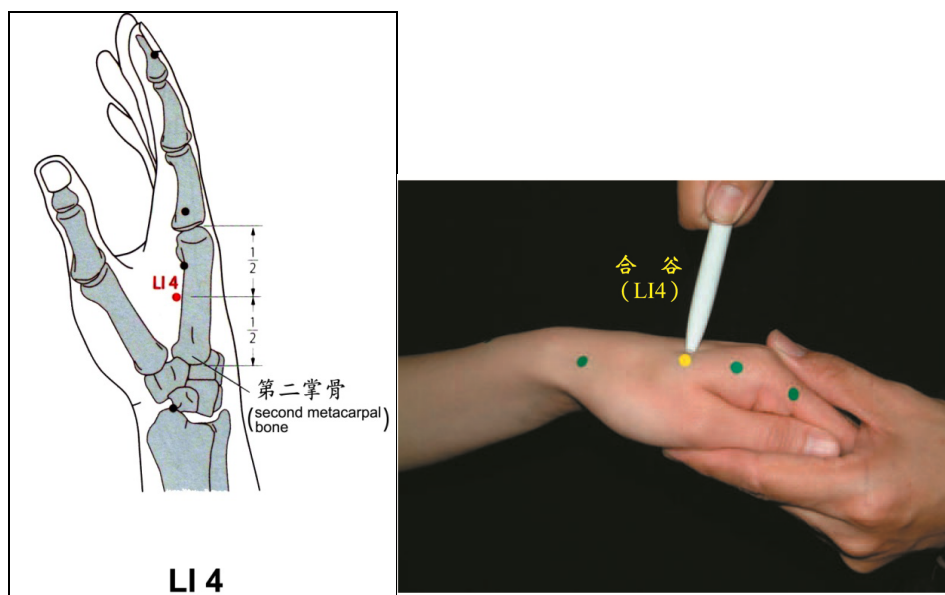 1/2
LI 4
1/2
第二掌骨
(second metacarpal
bone)
LI 4
合 谷
(LI4)